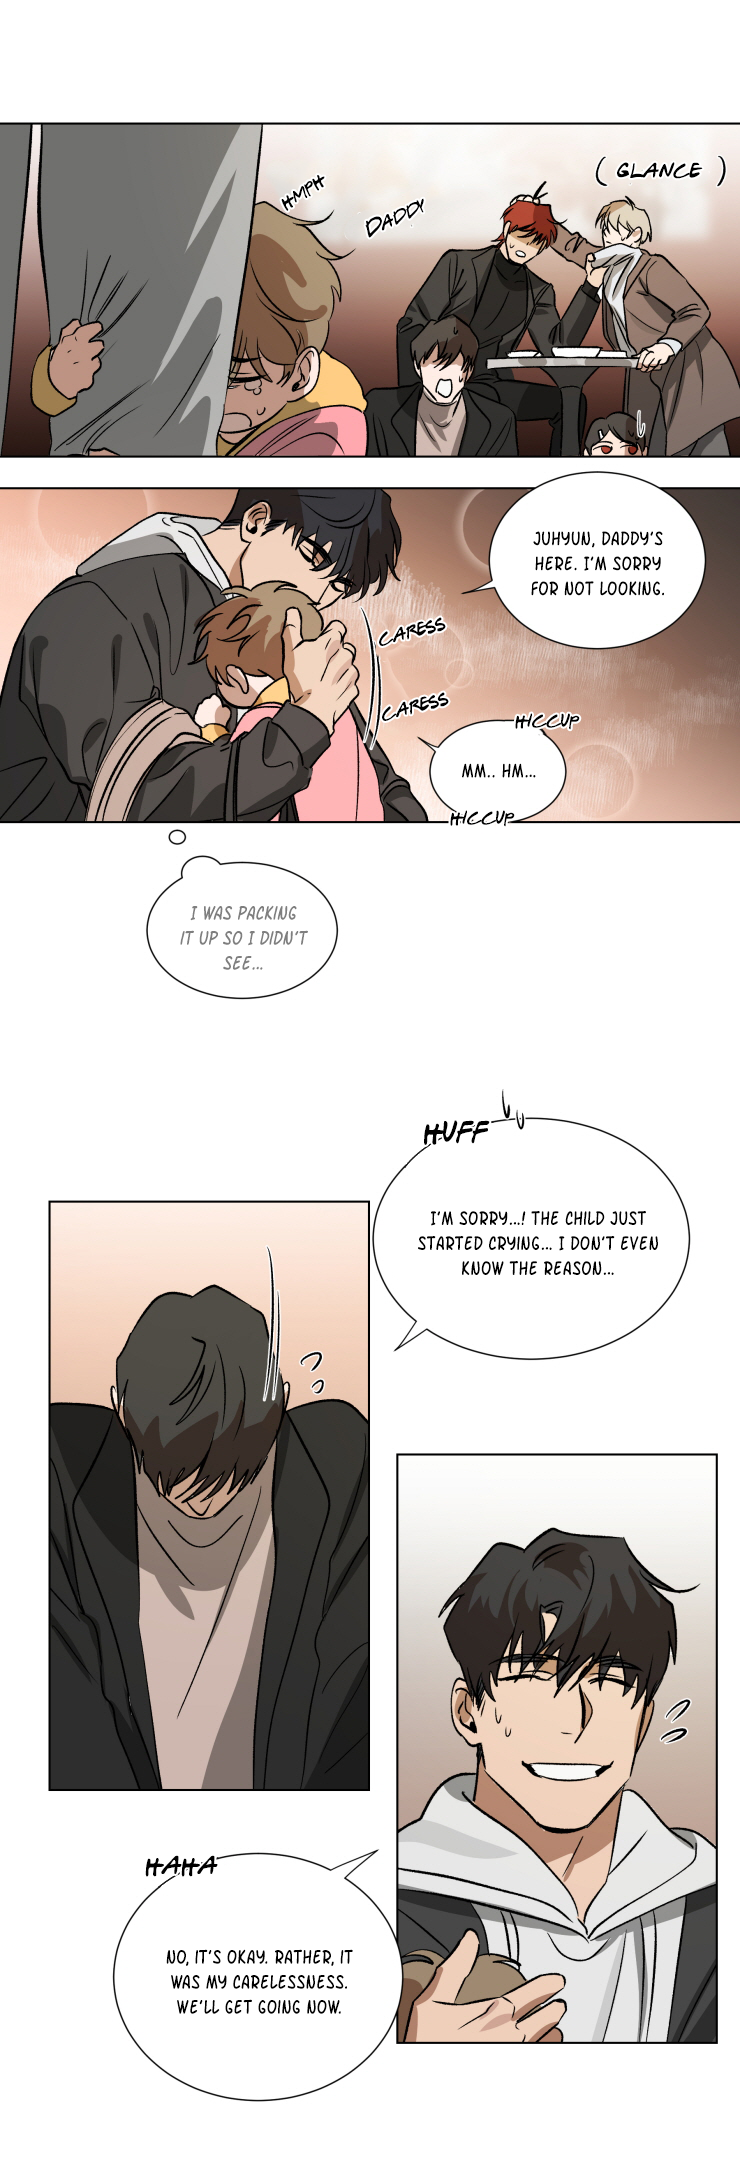 ( GLANCE )
HMPH
DADDY
JUHYUN, DADDY'S
HERE. I'M SORRY
FOR NOT LOOKING.
CARESS
CARESS
HICCUP
MM.. HM...
HICCUP
I WAS PACKING
IT UP SO I DIDN'T
SEE...
HUFF
I'M SORRY...! THE CHILD JUST
STARTED CRYING... I DON'T EVEN
KNOW THE REASON...
HAHA
NO, IT'S OKAY. RATHER, IT
WAS MY CARELESSNESS.
WE'LL GET GOING NOW.